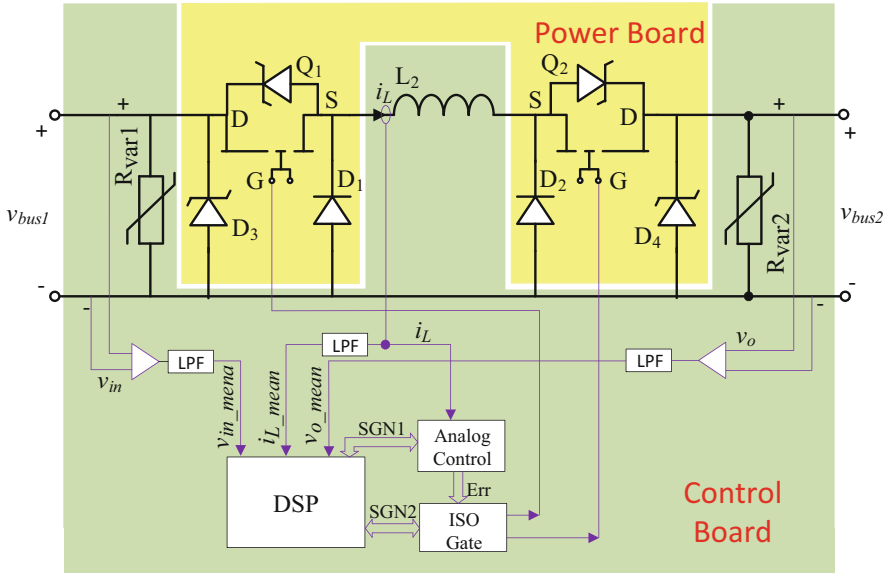 Power Board
Q1
Q2
L2
iL
S
S
D
D
+
+
+
+
Rvar1
G
D1
D2
G
Rvar2
vbus1
D3
D4
vbus2
-
-
-
-
iL
vo
LPF
LPF
LPF
vin
vin_mena
iL_mean
vo_mean
SGN1
Analog
Control
DSP
Err
SGN2
ISO
Gate
Control
Board